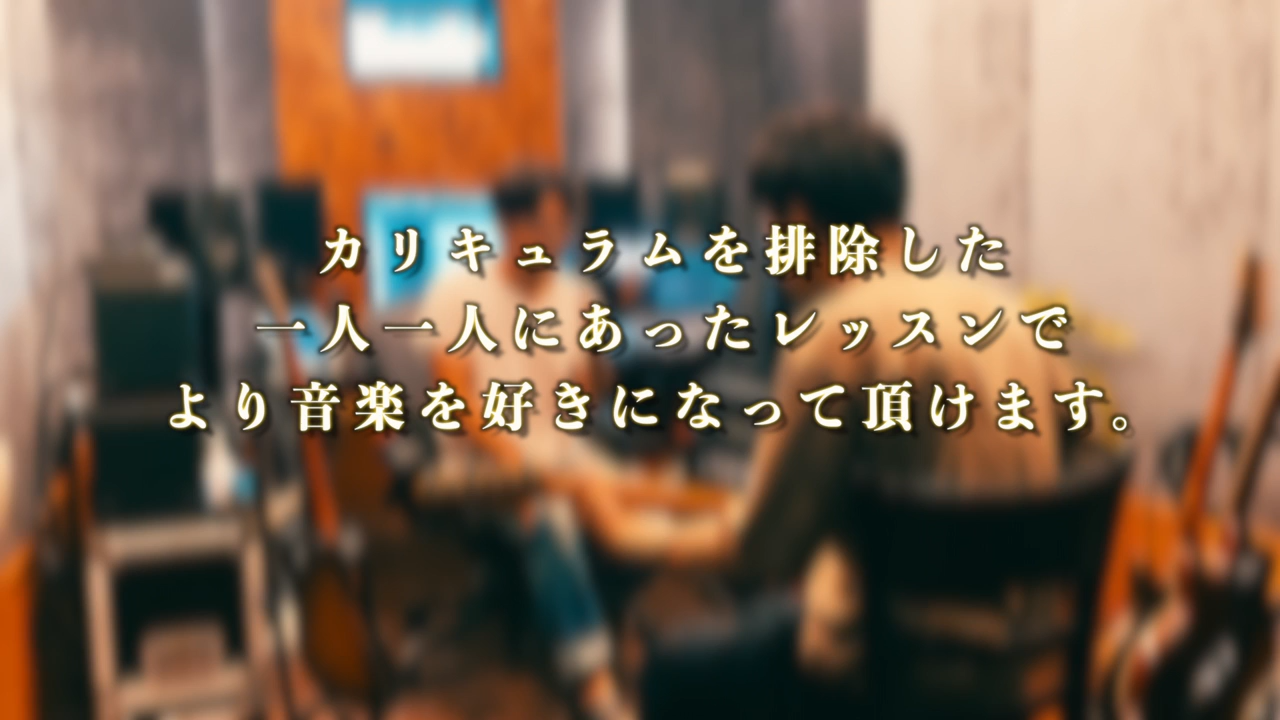 カリキュラムを排除した
一人一人にあったレッスンで
より音楽を好きになって頂けます。